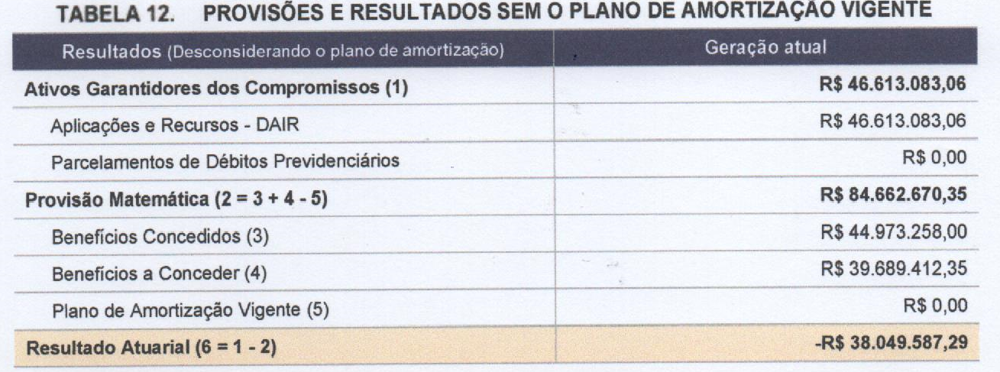 TABELA 12. PROVISÕES E RESULTADOS SEM O PLANO DE AMORTIZAÇÃO VIGENTE
Resultados (Desconsiderando o plano de amortização) Geração atual
Ativos Garantidores dos Compromissos (1) R$ 46.613.083,06
Aplicações e Recursos - DAIR R$ 46.613.083,06
Parcelamentos de Débitos Previdenciários R$ 0,00
Provisão Matemática (2 = 3 + 4 - 5) R$ 84.662.670,35
Benefícios Concedidos (3) R$ 44.973.258,00
Benefícios a Conceder (4) R$ 39.689.412,35
Plano de Amortização Vigente (5) R$ 0,00
Resultado Atuarial (6 = 1 - 2) -R$ 38.049.587,29